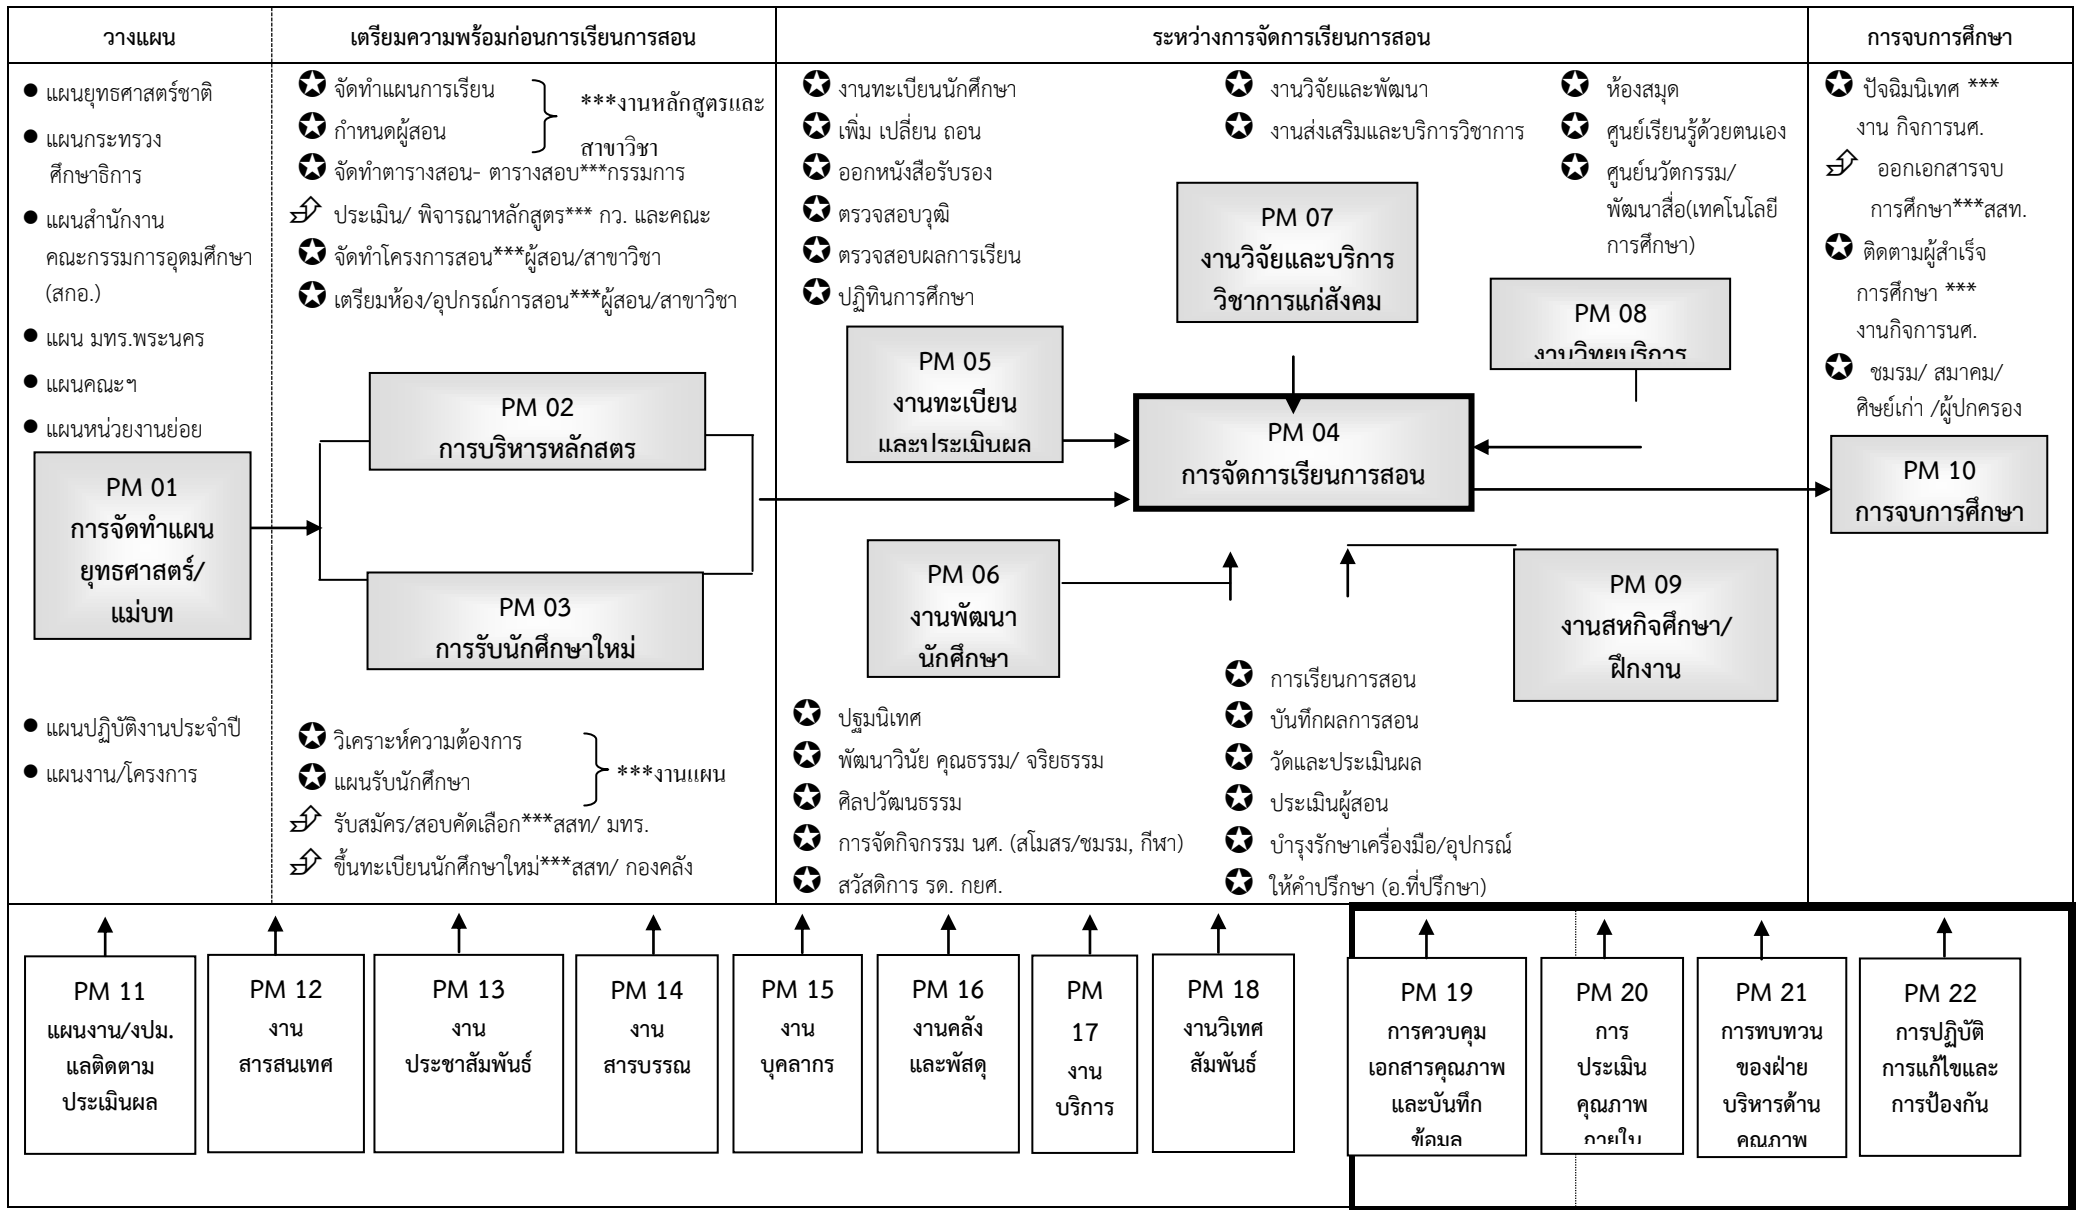 วางแผน
เตรียมความพร้อมก่อนการเรียนการสอน
ระหว่างการจัดการเรียนการสอน
การจบการศึกษา
แผนยุทธศาสตร์ชาติ
แผนกระทรวง
ศึกษาธิการ
แผนสำนักงาน
คณะกรรมการอุดมศึกษา
(สกอ.)
แผน มทร.พระนคร
แผนคณะฯ
แผนหน่วยงานย่อย
PM 01
การจัดทำแผน
ยุทธศาสตร์/
แม่บท
แผนปฏิบัติงานประจำปี
แผนงาน/โครงการ
จัดทำแผนการเรียน
กำหนดผู้สอน
***งานหลักสูตรและ
สาขาวิชา
จัดทำตารางสอน- ตารางสอบ***กรรมการ
ประเมิน/ พิจารณาหลักสูตร*** กว. และคณะ
จัดทำโครงการสอน***ผู้สอน/สาขาวิชา
เตรียมห้อง/อุปกรณ์การสอน***ผู้สอน/สาขาวิชา
PM 02
การบริหารหลักสูตร
PM 03
การรับนักศึกษาใหม่
วิเคราะห์ความต้องการ
แผนรับนักศึกษา
***งานแผน
รับสมัคร/สอบคัดเลือก***สสท/ มทร.
ขึ้นทะเบียนนักศึกษาใหม่***สสท/ กองคลัง
งานทะเบียนนักศึกษา
เพิ่ม เปลี่ยน ถอน
ออกหนังสือรับรอง
ตรวจสอบวุฒิ
ตรวจสอบผลการเรียน
ปฏิทินการศึกษา
PM 05
งานทะเบียน
และประเมินผล
งานวิจัยและพัฒนา
งานส่งเสริมและบริการวิชาการ
PM 07
งานวิจัยและบริการ
วิชาการแก่สังคม
ห้องสมุด
ศูนย์เรียนรู้ด้วยตนเอง
ศูนย์นวัตกรรม/
พัฒนาสื่อ(เทคโนโลยี
การศึกษา)
PM 08
งานวิทยบริการ
PM 04
การจัดการเรียนการสอน
PM 06
งานพัฒนา
นักศึกษา
ปฐมนิเทศ
พัฒนาวินัย คุณธรรม/ จริยธรรม
ศิลปวัฒนธรรม
การจัดกิจกรรม นศ. (สโมสร/ชมรม, กีฬา)
สวัสดิการ รด. กยศ.
PM 09
งานสหกิจศึกษา/
ฝึกงาน
การเรียนการสอน
บันทึกผลการสอน
วัดและประเมินผล
ประเมินผู้สอน
บำรุงรักษาเครื่องมือ/อุปกรณ์
ให้คำปรึกษา (อ.ที่ปรึกษา)
ปัจฉิมนิเทศ ***
งาน กิจการนศ.
ออกเอกสารจบ
การศึกษา***สสท.
ติดตามผู้สำเร็จ
การศึกษา ***
งานกิจการนศ.
ชมรม/ สมาคม/
ศิษย์เก่า /ผู้ปกครอง
PM 10
การจบการศึกษา
PM 11
แผนงาน/งปม.
แลติดตาม
ประเมินผล
PM 12
งาน
สารสนเทศ
PM 13
งาน
ประชาสัมพันธ์
PM 14
งาน
สารบรรณ
PM 15
งาน
บุคลากร
PM 16
งานคลัง
และพัสดุ
PM
17
งาน
บริการ
PM 18
งานวิเทศ
สัมพันธ์
PM 19
การควบคุม
เอกสารคุณภาพ
และบันทึก
ข้อมูล
PM 20
การ
ประเมิน
คุณภาพ
ภายใน
PM 21
การทบทวน
ของฝ่าย
บริหารด้าน
คุณภาพ
PM 22
การปฏิบัติ
การแก้ไขและ
การป้องกัน